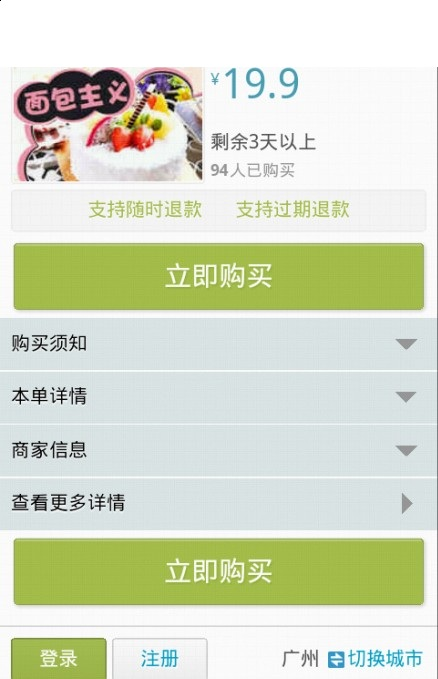 面包主义
¥19.9
剩余3天以上
94人已购买
支持随时退款 支持过期退款
立即购买
购买须知
本单详情
商家信息
查看更多详情
立即购买
登录 注册 广州 切换城市